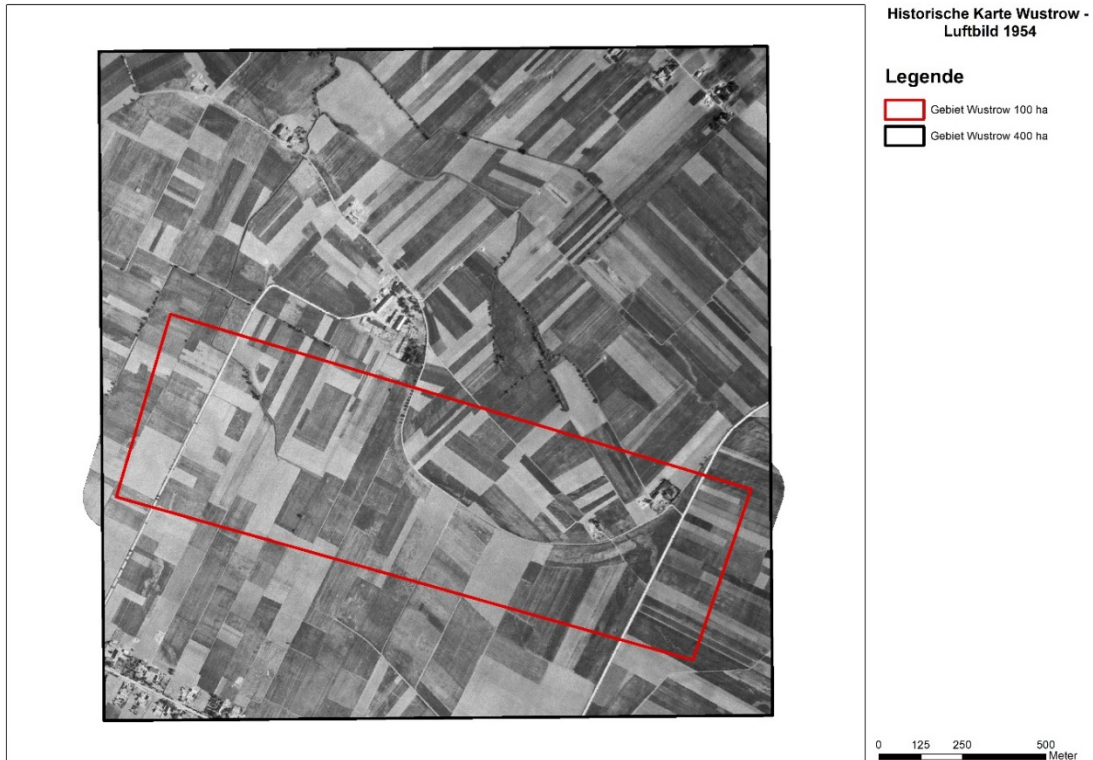 Historische Karte Wustrow -
Luftbild 1954
Legende
Gebiet Wustrow 100 ha
Gebiet Wustrow 400 ha
0 125 250 500
Meter